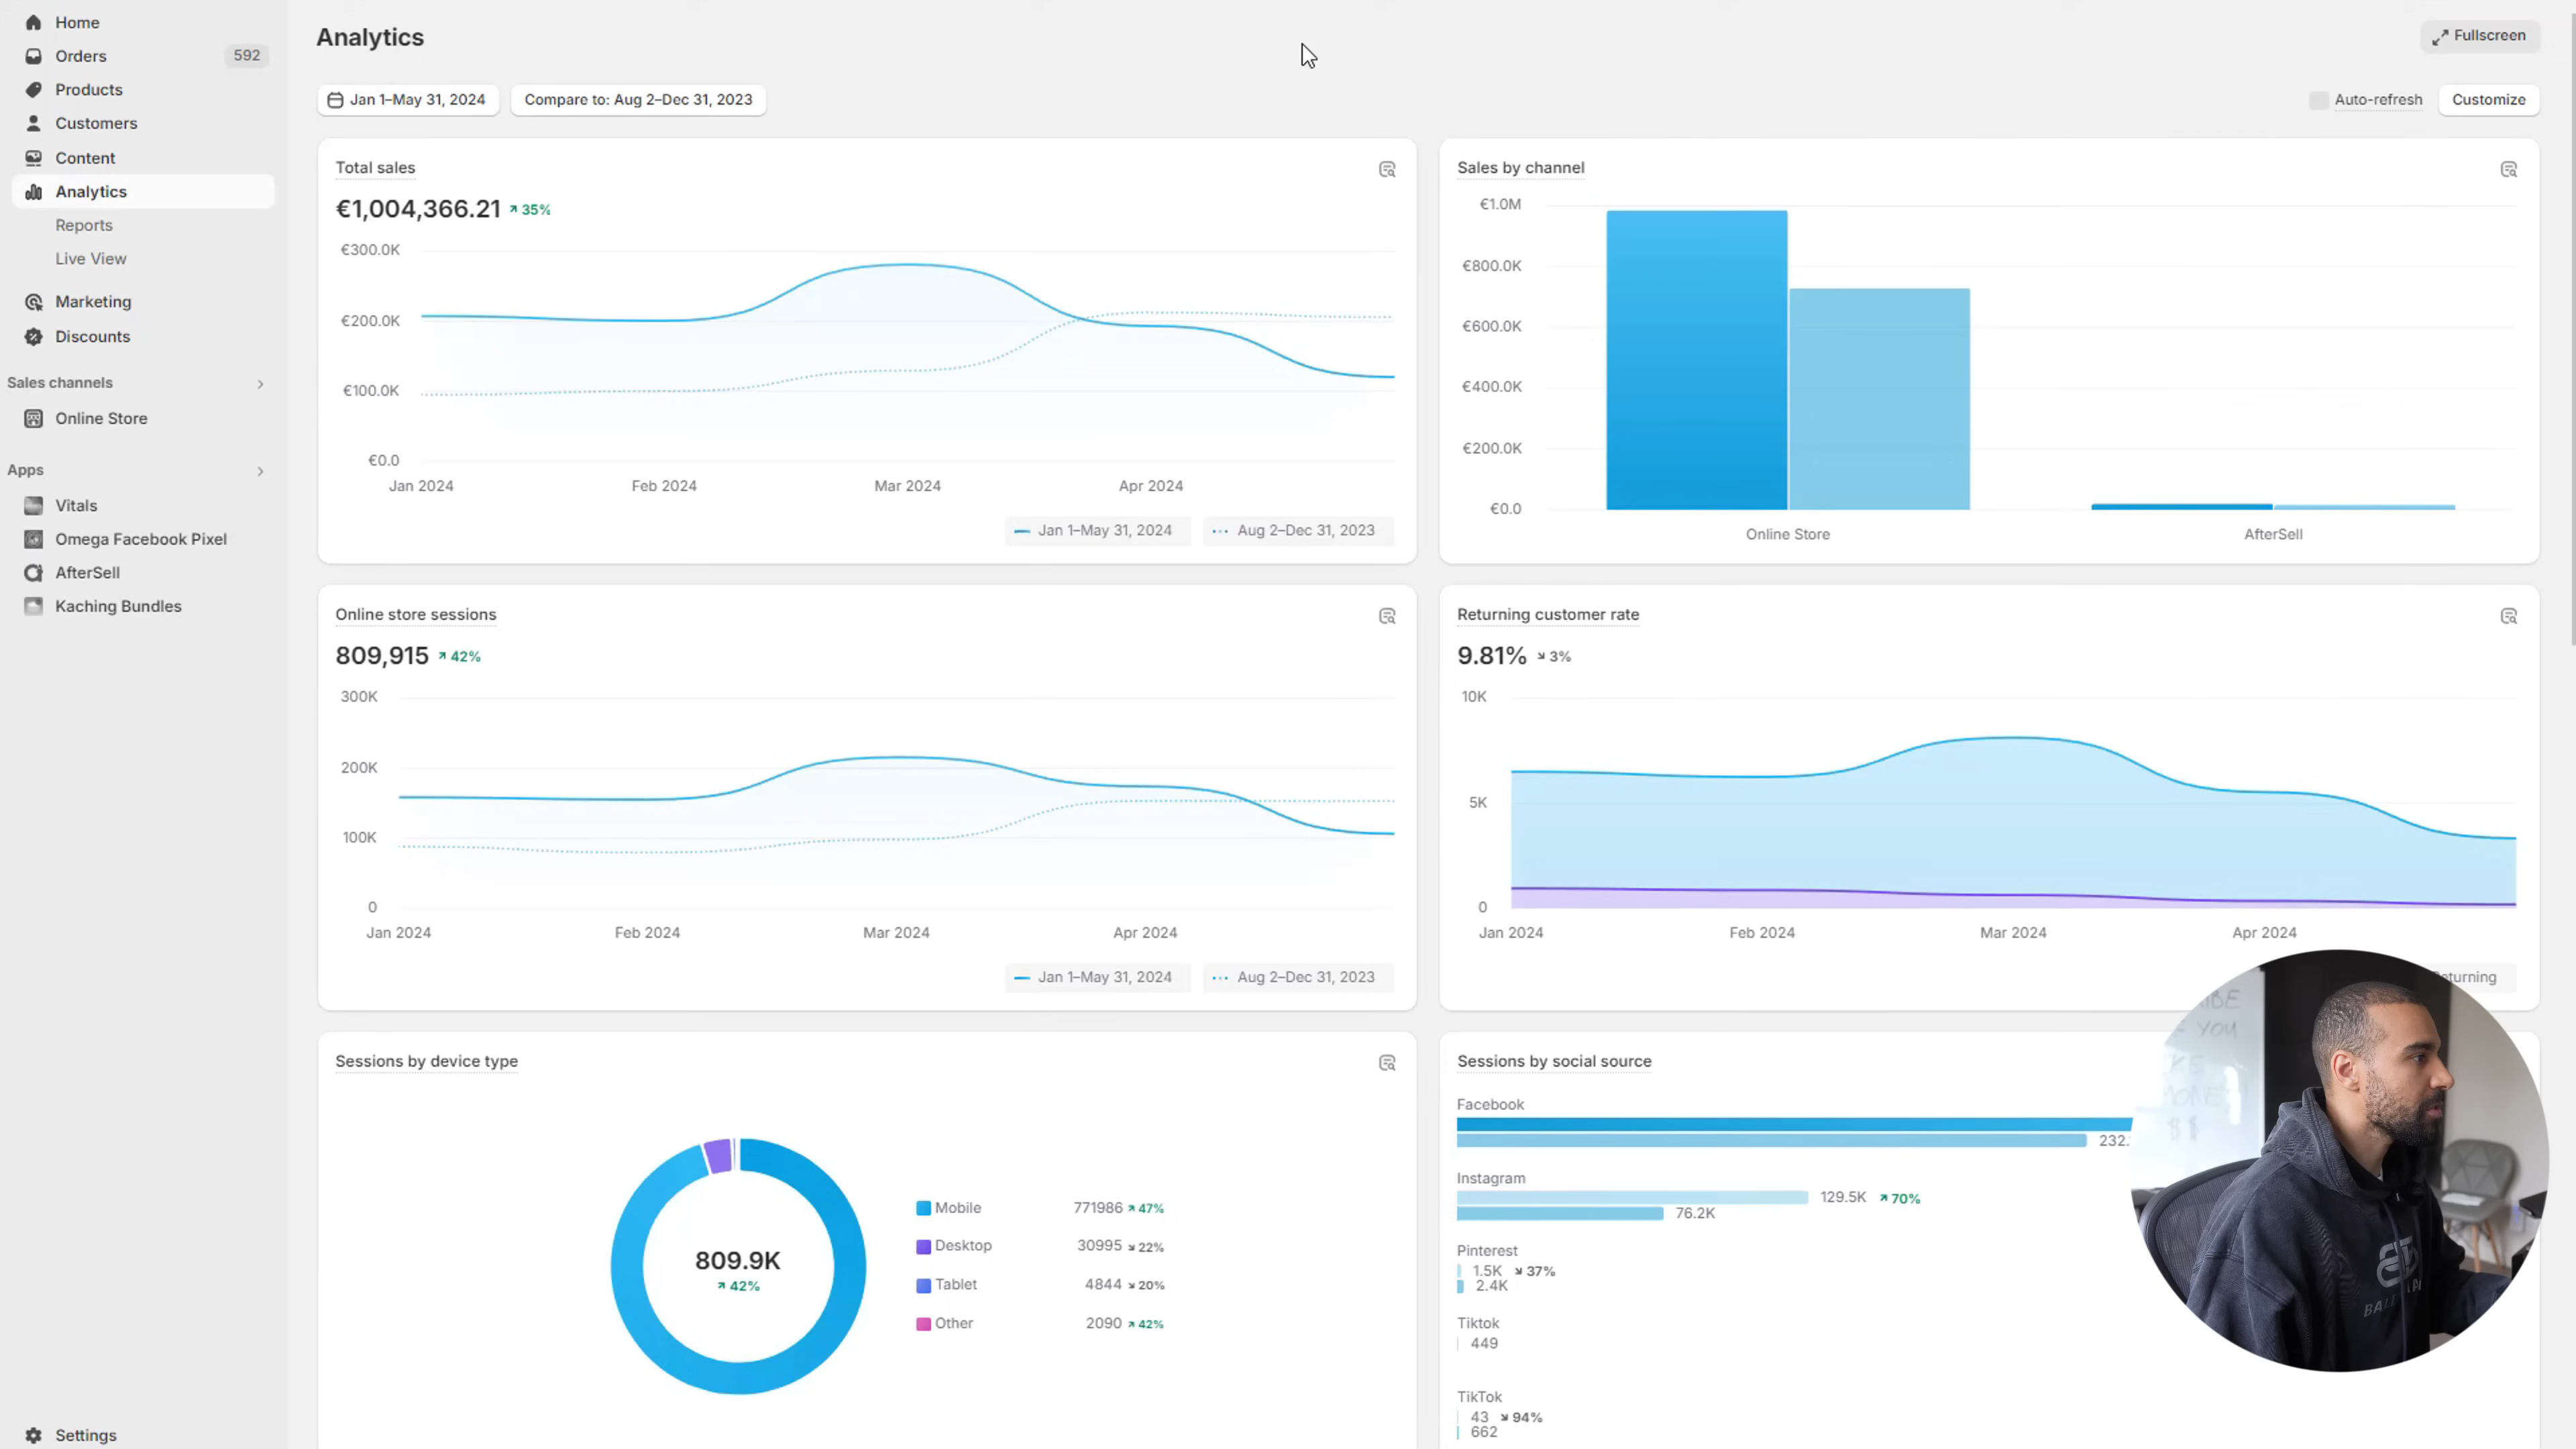 Home
Orders 592
Products
Customers
Content
Analytics
Reports
Live View
Marketing
Discounts
Sales channels
Online Store
Apps
Vitals
Omega Facebook Pixel
AfterSell
Kaching Bundles
Settings
Analytics
Fullscreen
Jan 1–May 31, 2024 Compare to: Aug 2–Dec 31, 2023
Auto-refresh Customize
Total sales
€1,004,366.21 35%
€300.0K
€200.0K
€100.0K
€0.0
Jan 2024 Feb 2024 Mar 2024 Apr 2024
Jan 1–May 31, 2024 Aug 2–Dec 31, 2023
Sales by channel
€1.0M
€800.0K
€600.0K
€400.0K
€200.0K
€0.0
Online Store AfterSell
Online store sessions
809,915 42%
300K
200K
100K
0
Jan 2024 Feb 2024 Mar 2024 Apr 2024
Jan 1–May 31, 2024 Aug 2–Dec 31, 2023
Returning customer rate
9.81% 3%
10K
5K
0
Jan 2024 Feb 2024 Mar 2024 Apr 2024
Sessions by device type
809.9K
42%
Mobile 771986 47%
Desktop 30995 22%
Tablet 4844 20%
Other 2090 42%
Sessions by social source
Facebook
232.
Instagram
129.5K 70%
76.2K
Pinterest
1.5K 37%
2.4K
Tiktok
449
TikTok
43 94%
662
YOU
$$